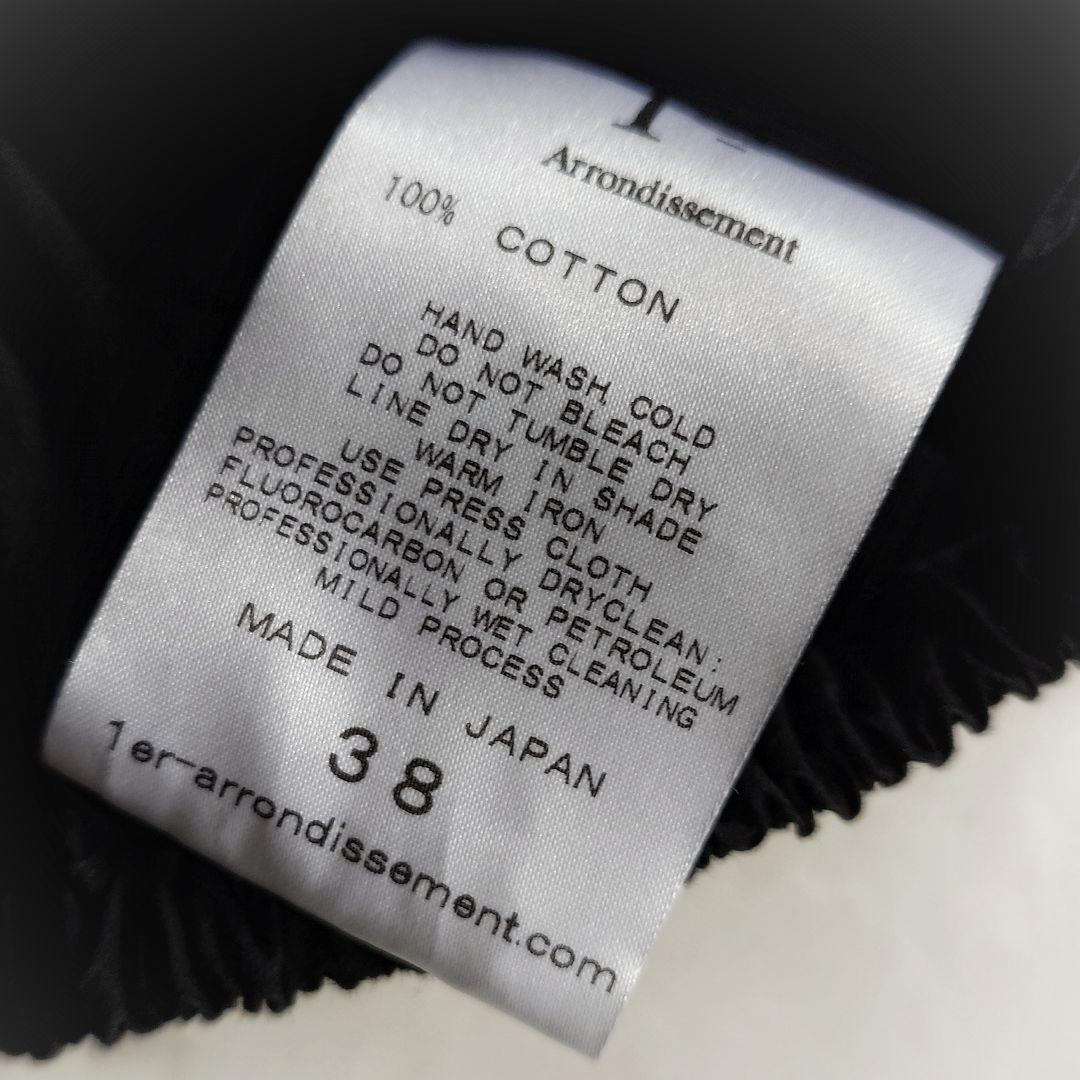 Arrondissement
100% COTTON
HAND WASH, COLD
DO NOT BLEACH
DO NOT TUMBLE DRY
LINE DRY IN SHADE
WARM IRON
USE PRESS CLOTH
PROFESSIONALLY DRYCLEAN:
FLUOROCARBON OR PETROLEUM
PROFESSIONALLY WET CLEANING
MILD PROCESS
MADE IN JAPAN
38
1er-arrondissement.com